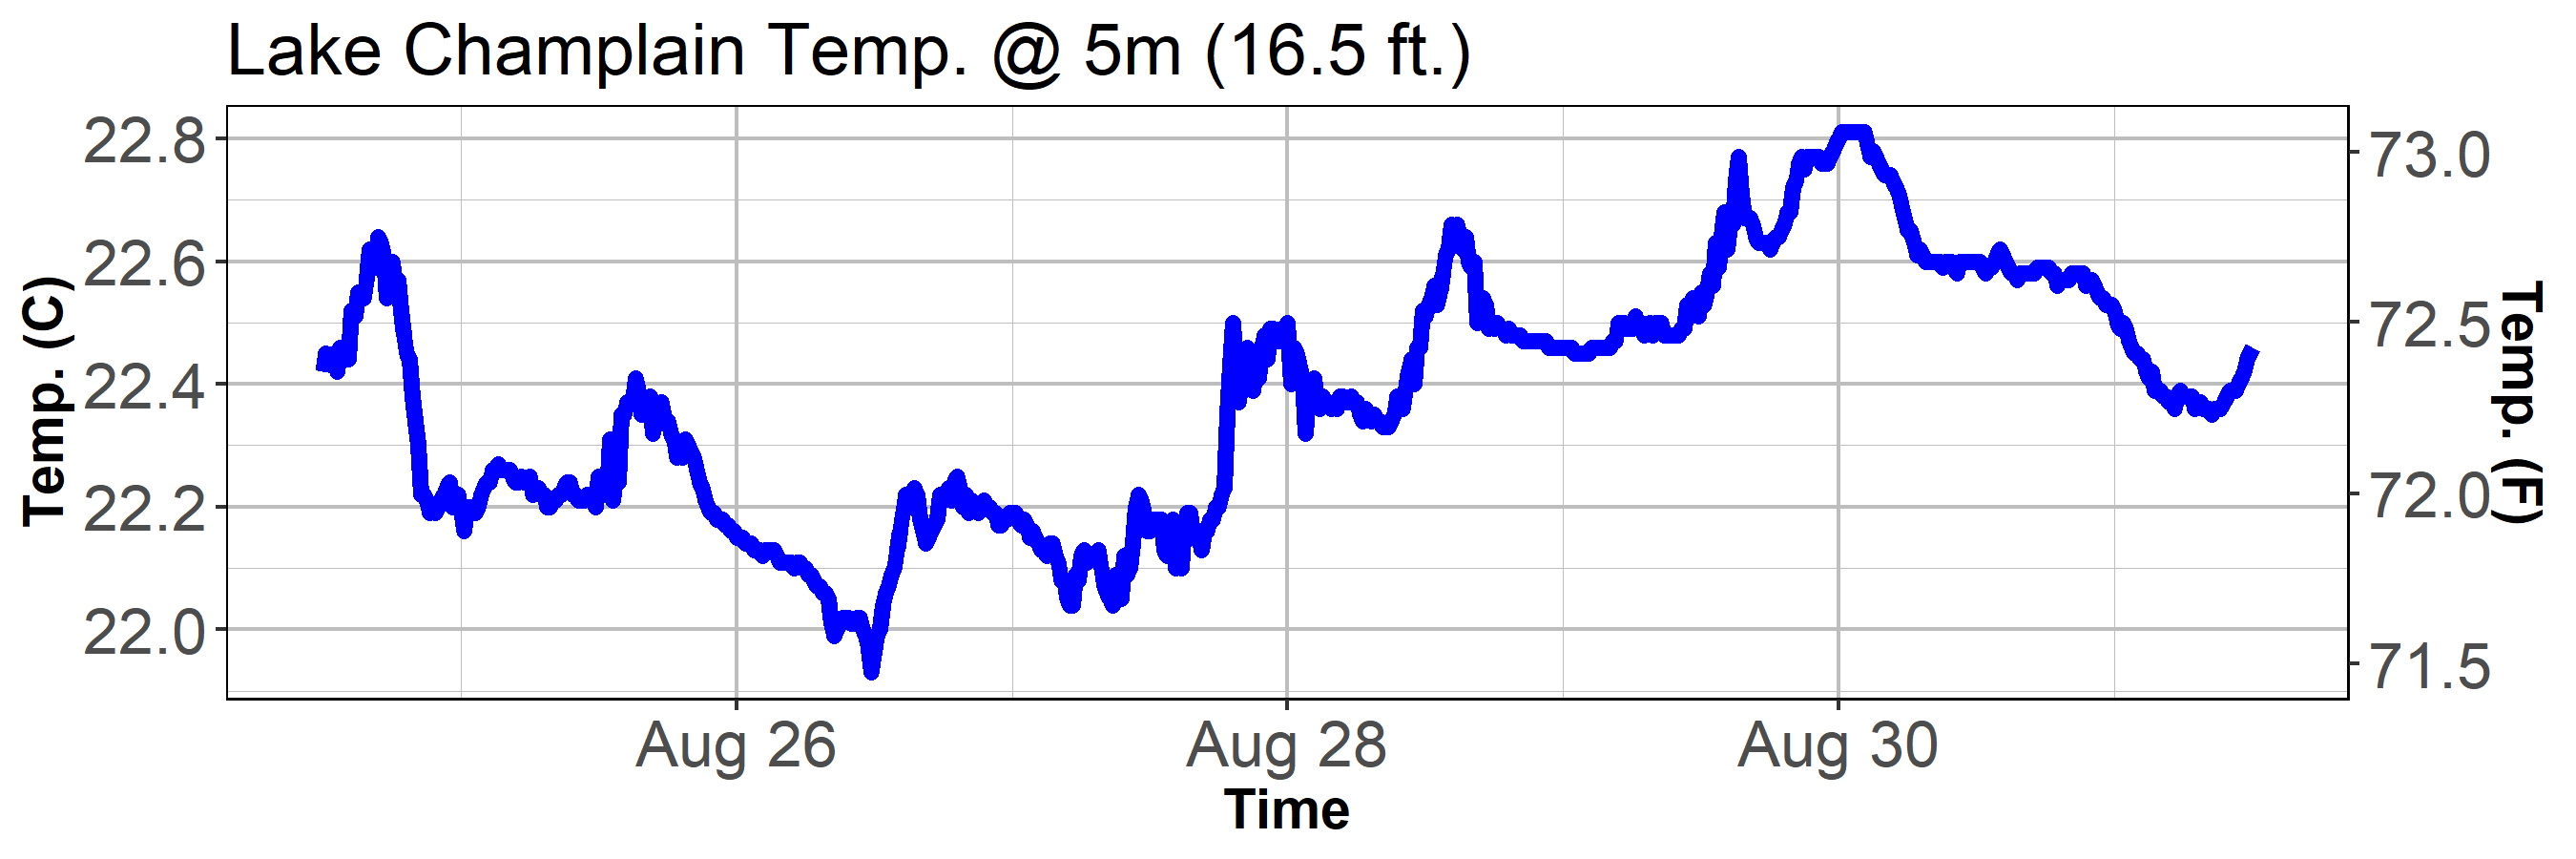 Lake Champlain Temp. @ 5m (16.5 ft.)
Temp. (C)
22.8
22.6
22.4
22.2
22.0
73.0
72.5
72.0
71.5
Temp. (F)
Aug 26
Aug 28
Aug 30
Time